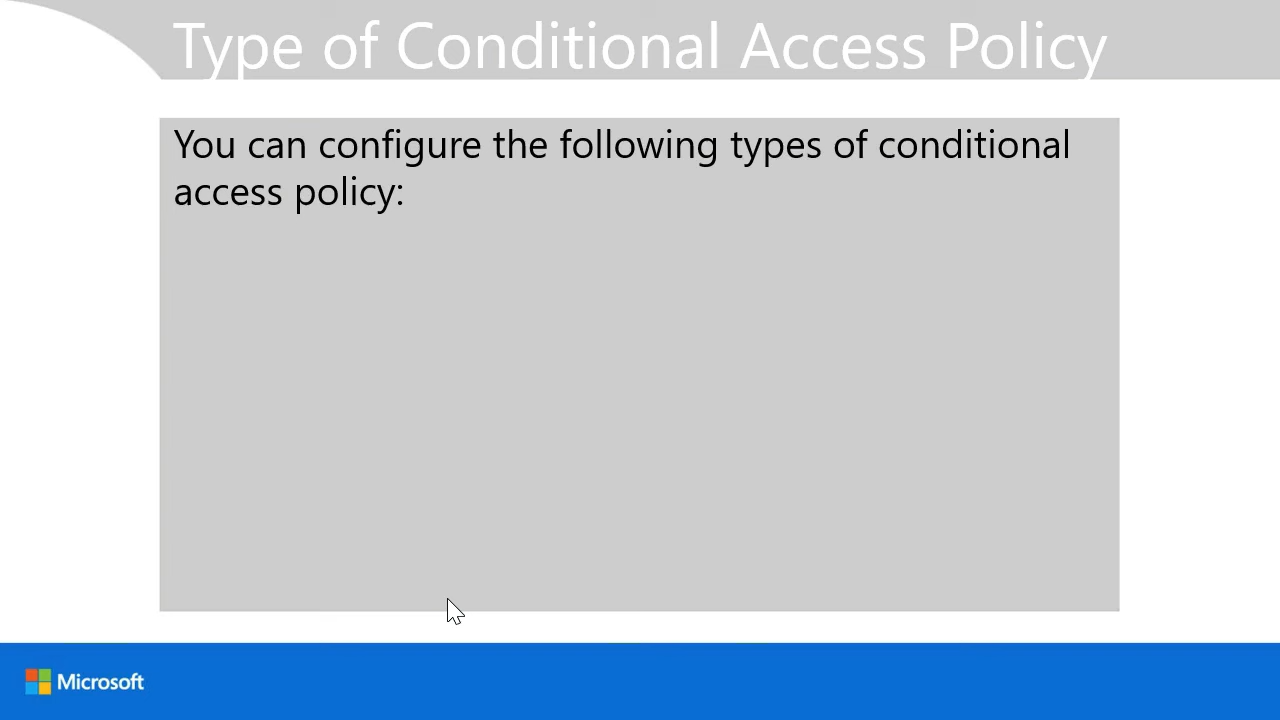 Type of Conditional Access Policy
You can configure the following types of conditional
access policy:
Microsoft